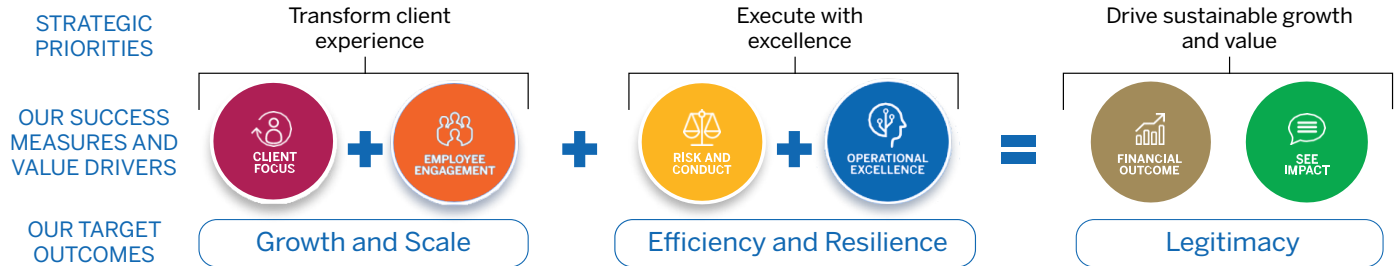 STRATEGIC
PRIORITIES
Transform client
experience
Execute with
excellence
Drive sustainable growth
and value
OUR SUCCESS
MEASURES AND
VALUE DRIVERS
CLIENT
FOCUS
EMPLOYEE
ENGAGEMENT
RISK AND
CONDUCT
OPERATIONAL
EXCELLENCE
FINANCIAL
OUTCOME
SEE
IMPACT
OUR TARGET
OUTCOMES
Growth and Scale
Efficiency and Resilience
Legitimacy